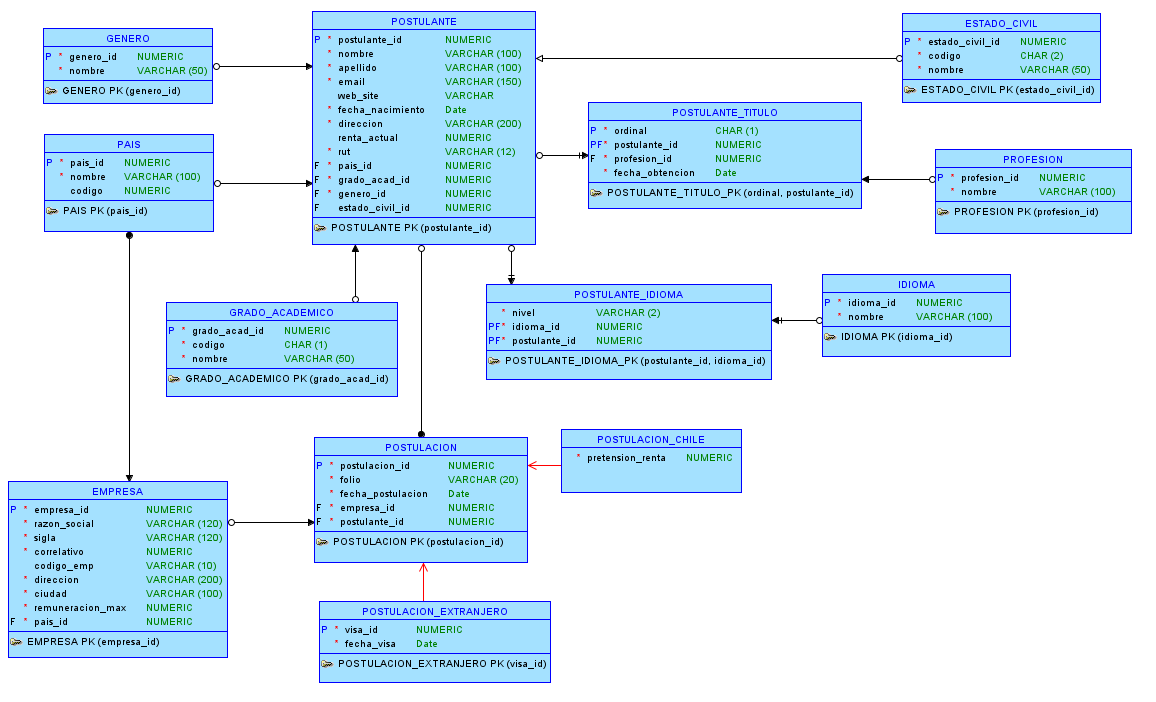 GENERO
P * genero_id NUMERIC
* nombre VARCHAR (50)
GENERO PK (genero_id)
POSTULANTE
P * postulante_id NUMERIC
* nombre VARCHAR (100)
* apellido VARCHAR (100)
* email VARCHAR (150)
web_site VARCHAR
* fecha_nacimiento Date
* direccion VARCHAR (200)
renta_actual NUMERIC
* rut VARCHAR (12)
F * pais_id NUMERIC
F * grado_acad_id NUMERIC
F * genero_id NUMERIC
F estado_civil_id NUMERIC
POSTULANTE PK (postulante_id)
ESTADO_CIVIL
P * estado_civil_id NUMERIC
* codigo CHAR (2)
* nombre VARCHAR (50)
ESTADO_CIVIL PK (estado_civil_id)
POSTULANTE_TITULO
P * ordinal CHAR (1)
PF* postulante_id NUMERIC
F * profesion_id NUMERIC
* fecha_obtencion Date
POSTULANTE_TITULO_PK (ordinal, postulante_id)
PAIS
P * pais_id NUMERIC
* nombre VARCHAR (100)
codigo NUMERIC
PAIS PK (pais_id)
PROFESION
P * profesion_id NUMERIC
* nombre VARCHAR (100)
PROFESION PK (profesion_id)
GRADO_ACADEMICO
P * grado_acad_id NUMERIC
* codigo CHAR (1)
* nombre VARCHAR (50)
GRADO_ACADEMICO PK (grado_acad_id)
POSTULANTE_IDIOMA
* nivel VARCHAR (2)
PF* idioma_id NUMERIC
PF* postulante_id NUMERIC
POSTULANTE_IDIOMA_PK (postulante_id, idioma_id)
IDIOMA
P * idioma_id NUMERIC
* nombre VARCHAR (100)
IDIOMA PK (idioma_id)
POSTULACION
P * postulacion_id NUMERIC
* folio VARCHAR (20)
* fecha_postulacion Date
F * empresa_id NUMERIC
F * postulante_id NUMERIC
POSTULACION PK (postulacion_id)
POSTULACION_CHILE
* pretension_renta NUMERIC
EMPRESA
P * empresa_id NUMERIC
* razon_social VARCHAR (120)
* sigla VARCHAR (120)
* correlativo NUMERIC
codigo_emp VARCHAR (10)
* direccion VARCHAR (200)
* ciudad VARCHAR (100)
* remuneracion_max NUMERIC
F * pais_id NUMERIC
EMPRESA PK (empresa_id)
POSTULACION_EXTRANJERO
P * visa_id NUMERIC
* fecha_visa Date
POSTULACION_EXTRANJERO PK (visa_id)